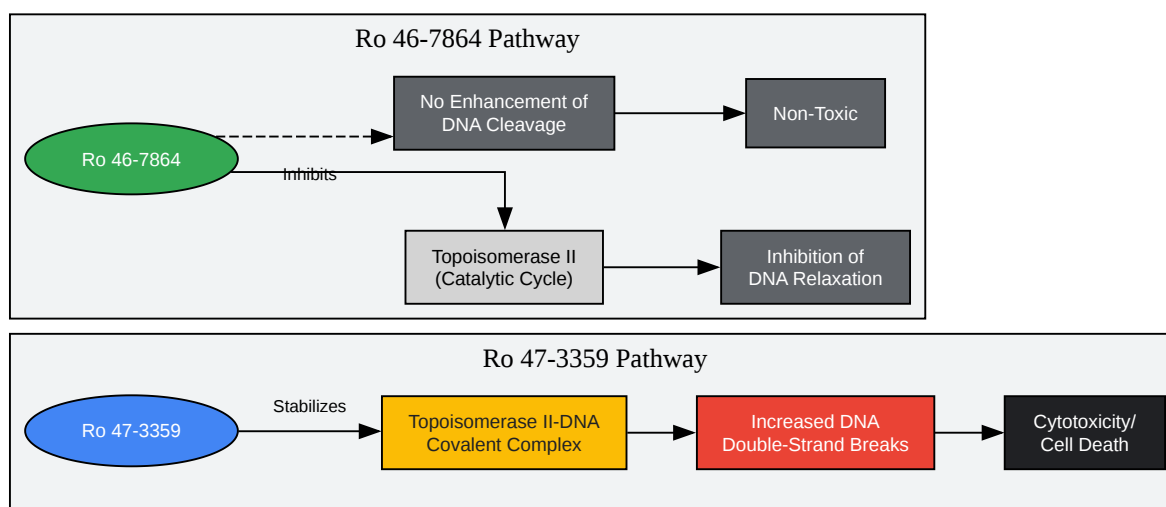 Ro 46-7864 Pathway
No Enhancement of
DNA Cleavage
Non-Toxic
Ro 46-7864
Inhibits
Topoisomerase II
(Catalytic Cycle)
Inhibition of
DNA Relaxation
Ro 47-3359 Pathway
Ro 47-3359
Stabilizes
Topoisomerase II-DNA
Covalent Complex
Increased DNA
Double-Strand Breaks
Cytotoxicity/
Cell Death